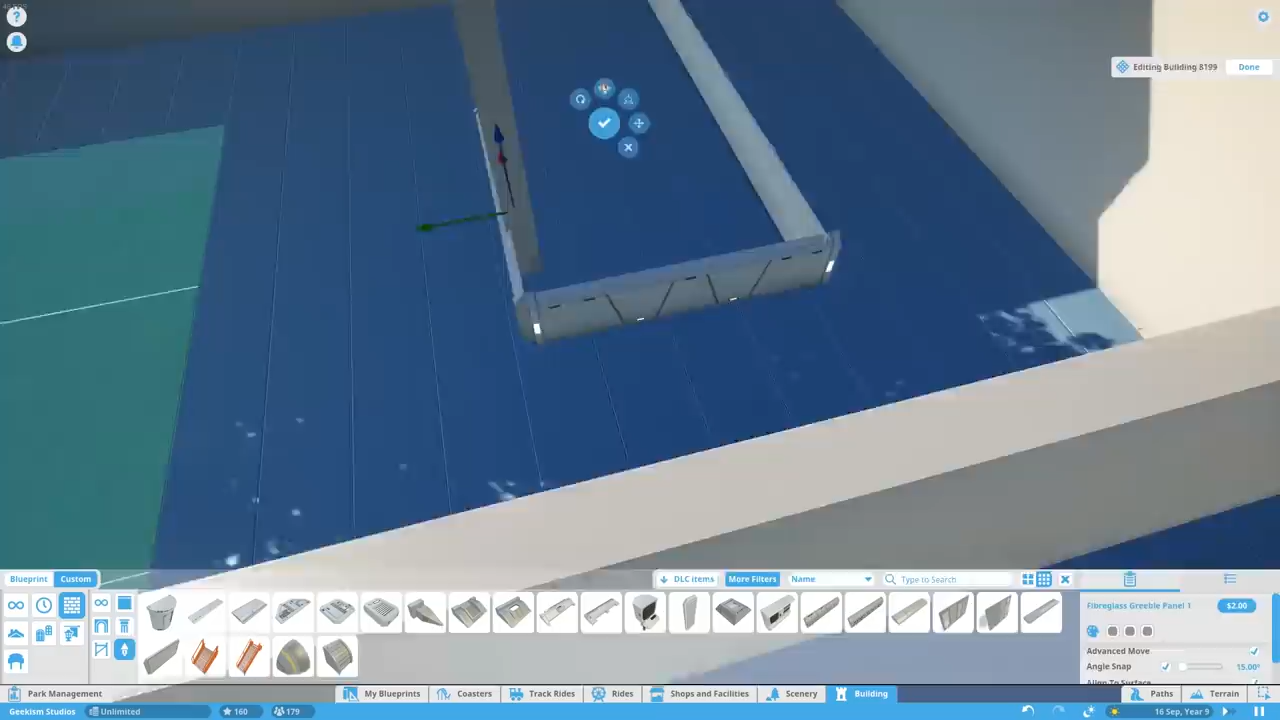 Editing Building 8199
Done
Blueprint
Custom
DLC items
More Filters
Name
Type to Search
Fibreglass Greeble Panel 1
$2.00
Advanced Move
Angle Snap
15.00°
Park Management
My Blueprints
Coasters
Track Rides
Rides
Shops and Facilities
Scenery
Building
Paths
Terrain
Geekism Studios
Unlimited
160
179
16 Sep, Year 9